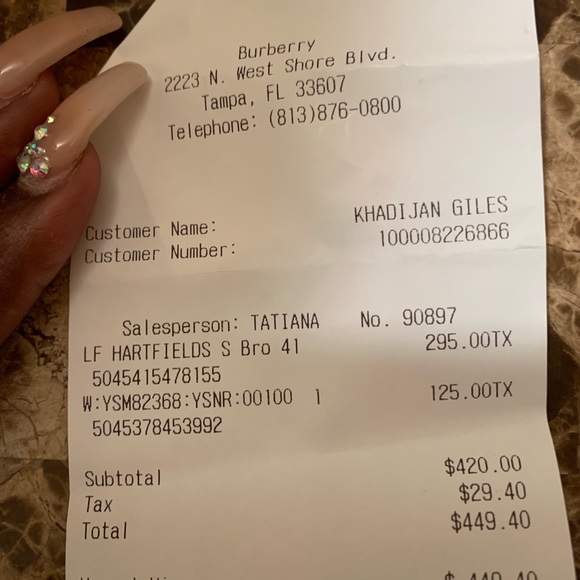 Burberry
2223 N. West Shore Blvd.
Tampa, FL 33607
Telephone: (813)876-0800
Customer Name: KHADIJAN GILES
Customer Number: 100008226866
Salesperson: TATIANA No. 90897
LF HARTFIELDS S Bro 41 295.00TX
5045415478155
W:YSM82368:YSNR:00100 1 125.00TX
5045378453992
Subtotal $420.00
Tax $29.40
Total $449.40